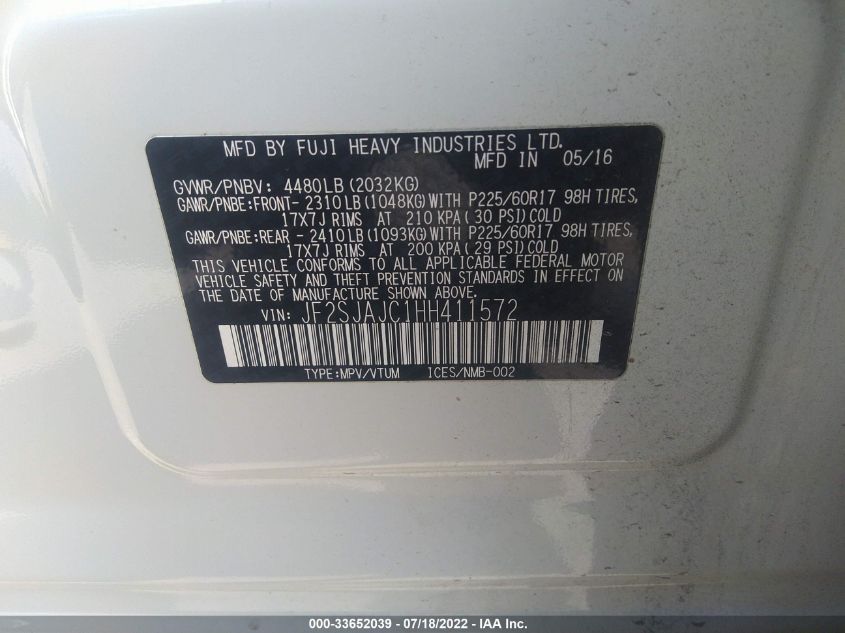 MFD BY FUJI HEAVY INDUSTRIES LTD.
MFD IN 05/16
GVWR/PNBV: 4480LB(2032KG)
GAWR/PNBE:FRONT- 2310LB(1048KG)WITH P225/60R17 98H TIRES,
17X7J RIMS AT 210 KPA(30 PSI)COLD
GAWR/PNBE:REAR - 2410LB(1093KG)WITH P225/60R17 98H TIRES,
17X7J RIMS AT 200 KPA(29 PSI)COLD
THIS VEHICLE CONFORMS TO ALL APPLICABLE FEDERAL MOTOR
VEHICLE SAFETY AND THEFT PREVENTION STANDARDS IN EFFECT ON
THE DATE OF MANUFACTURE SHOWN ABOVE.
VIN: JF2SJAJC1HH411572
TYPE:MPV/VTUM ICES/NMB-002
000-33652039 - 07/18/2022 - IAA Inc.